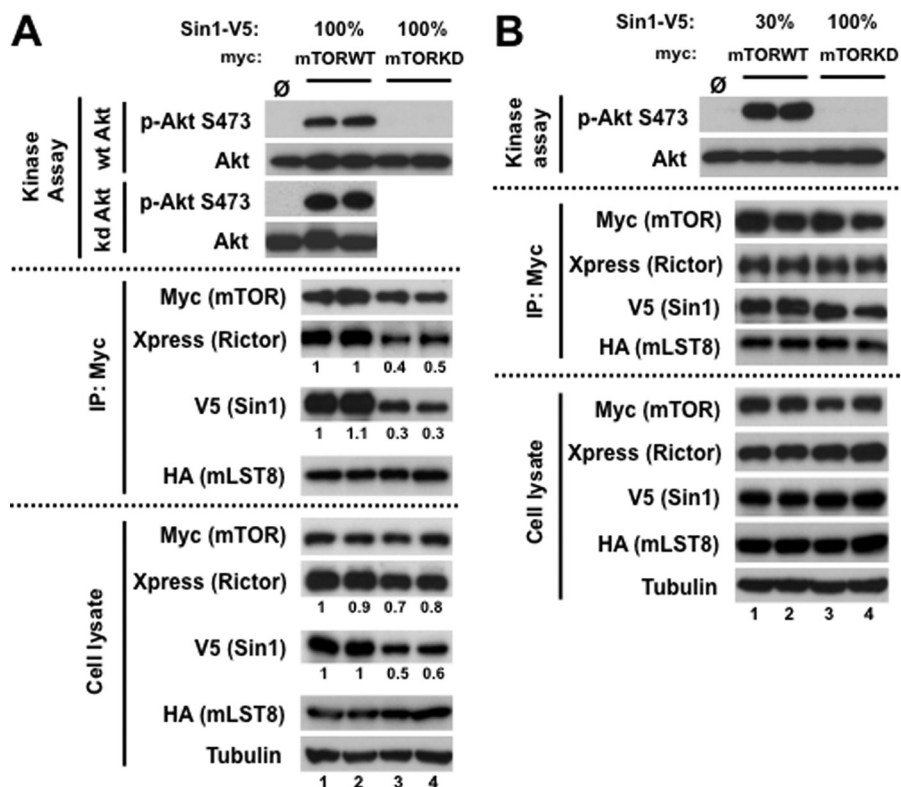 A
Sin1-V5: 100% 100%
myc: mTORWT mTORKD
Ø
Kinase Assay
wt Akt
p-Akt S473
Akt
kd Akt
p-Akt S473
Akt
IP: Myc
Myc (mTOR)
Xpress (Rictor)
1 1 0.4 0.5
V5 (Sin1)
1 1.1 0.3 0.3
HA (mLST8)
Cell lysate
Myc (mTOR)
Xpress (Rictor)
1 0.9 0.7 0.8
V5 (Sin1)
1 1 0.5 0.6
HA (mLST8)
Tubulin
1 2 3 4
B
Sin1-V5: 30% 100%
myc: mTORWT mTORKD
Ø
Kinase assay
p-Akt S473
Akt
IP: Myc
Myc (mTOR)
Xpress (Rictor)
V5 (Sin1)
HA (mLST8)
Cell lysate
Myc (mTOR)
Xpress (Rictor)
V5 (Sin1)
HA (mLST8)
Tubulin
1 2 3 4